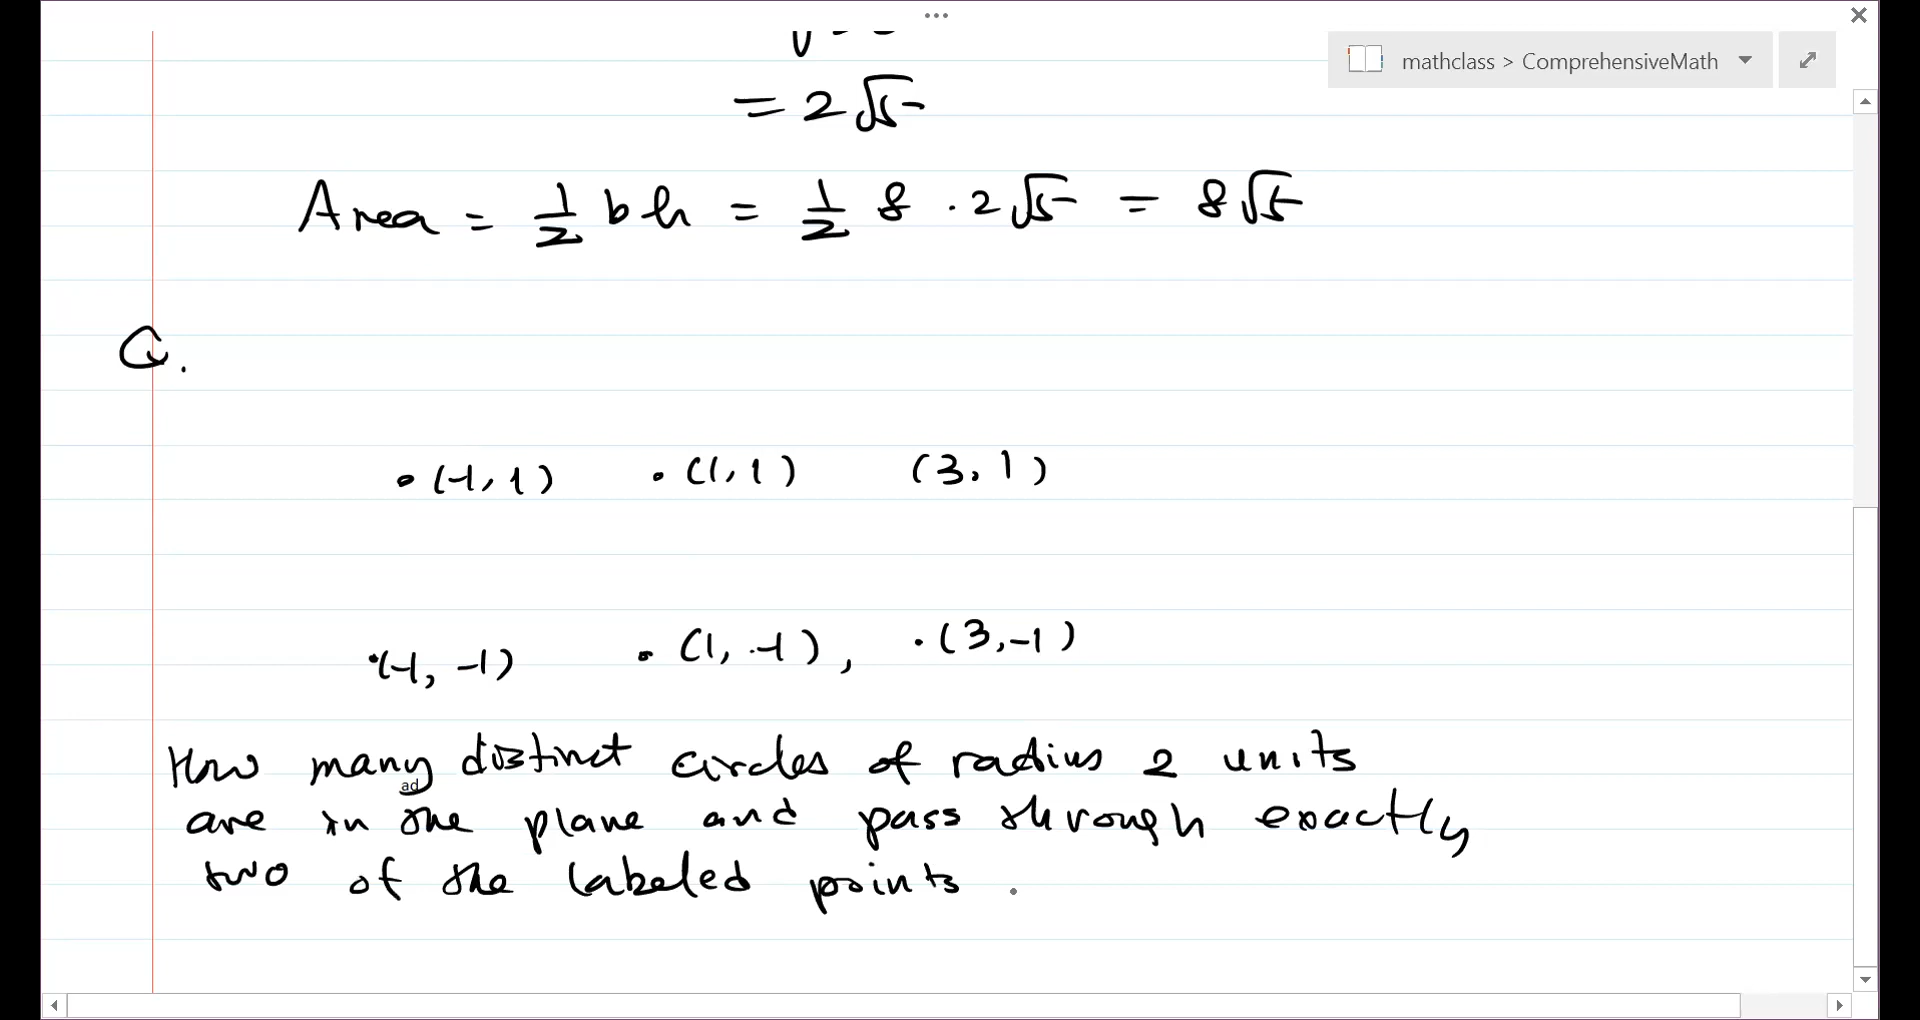 mathclass > ComprehensiveMath
= 2√5
Area = 1/2 bh = 1/2 8 · 2√5 = 8√5
Q.
•(-1, 1) •(1, 1) (3, 1)
•(-1, -1) •(1, -1), •(3, -1)
How many distinct circles of radius 2 units
ad
are in the plane and pass through exactly
two of the labeled points .